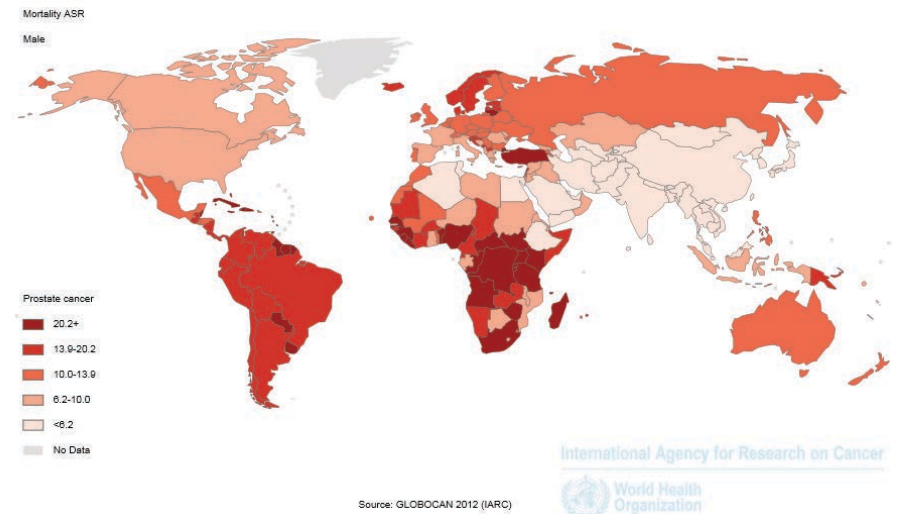 Mortality ASR
Male
Prostate cancer
20.2+
13.9-20.2
10.0-13.9
6.2-10.0
<6.2
No Data
International Agency for Research on Cancer
World Health
Organization
Source: GLOBOCAN 2012 (IARC)